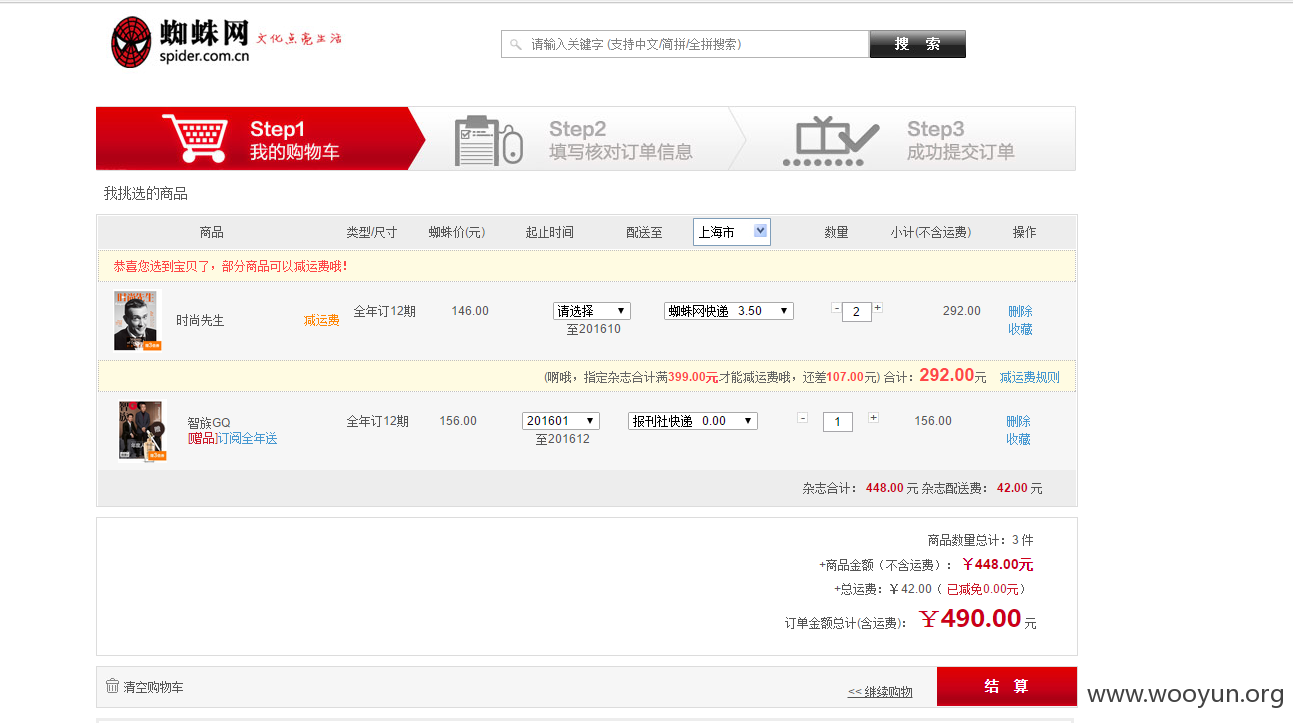 蜘蛛网 文化点亮生活
spider.com.cn
请输入关键字 (支持中文/简拼/全拼搜索)
搜 索
Step1
我的购物车
Step2
填写核对订单信息
Step3
成功提交订单
我挑选的商品
商品 类型/尺寸 蜘蛛价(元) 起止时间 配送至 上海市 数量 小计(不含运费) 操作
恭喜您选到宝贝了，部分商品可以减运费哦！
时尚先生 减运费 全年订12期 146.00 请选择 蜘蛛网快递 3.50 - 2 + 292.00 删除
至201610 收藏
(啊哦，指定杂志合计满399.00元才能减运费哦，还差107.00元) 合计：292.00元 减运费规则
智族GQ 全年订12期 156.00 201601 报刊社快递 0.00 - 1 + 156.00 删除
[赠品]订阅全年送 至201612 收藏
杂志合计： 448.00 元 杂志配送费： 42.00 元
商品数量总计：3 件
+商品金额（不含运费）：￥448.00元
+总运费：￥42.00（已减免0.00元）
订单金额总计(含运费)：￥490.00 元
清空购物车 << 继续购物 结 算
www.wooyun.org